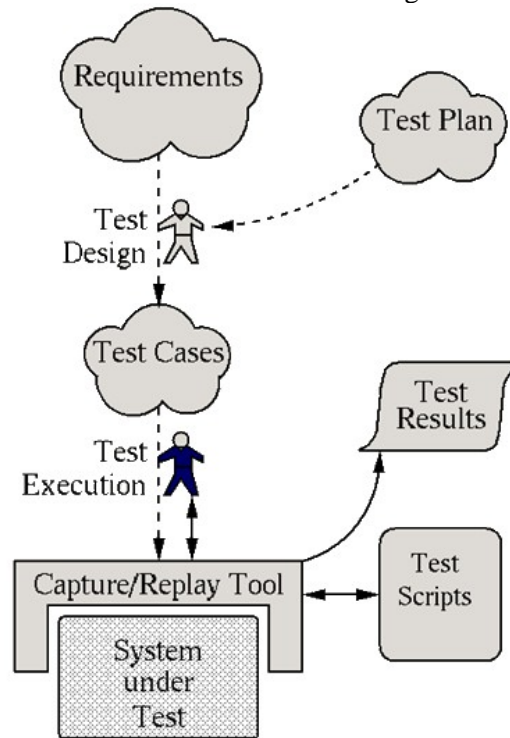 Requirements
Test Plan
Test
Design
Test Cases
Test
Results
Test
Execution
Capture/Replay Tool
Test
Scripts
System
under
Test